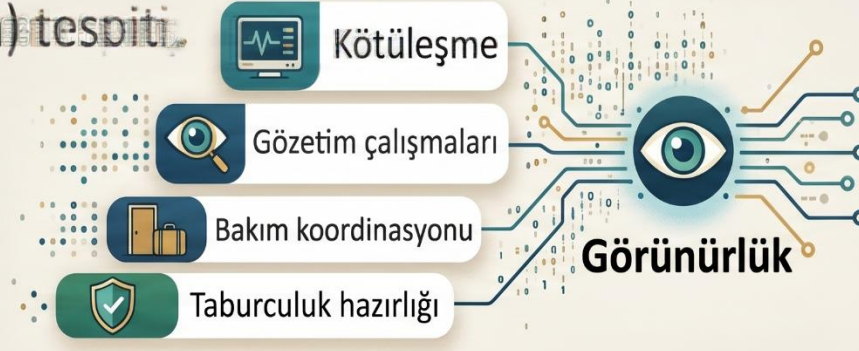 ) tespiti.
Kötüleşme
Gözetim çalışmaları
Bakım koordinasyonu
Taburculuk hazırlığı
Görünürlük